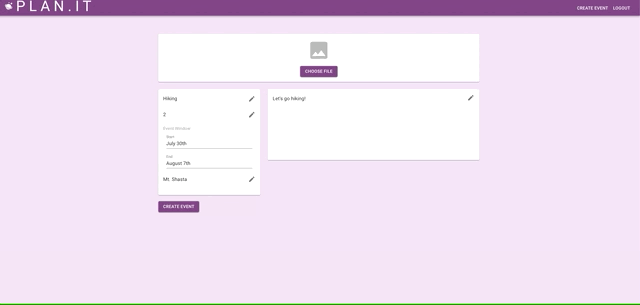 PLAN.IT
CREATE EVENT
LOGOUT
CHOOSE FILE
Hiking
2
Event Window
Start
July 30th
End
August 7th
Mt. Shasta
Let's go hiking!
CREATE EVENT